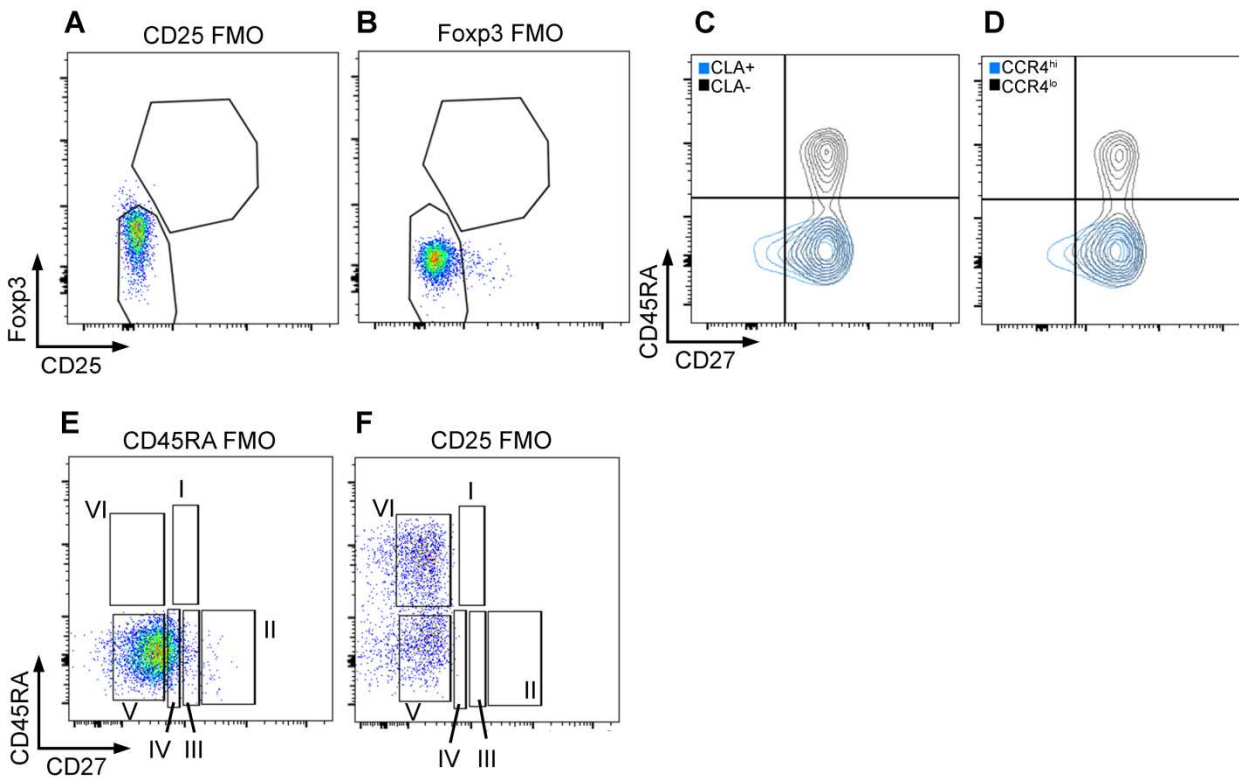 A
CD25 FMO
Foxp3
CD25
B
Foxp3 FMO
C
CLA+
CLA-
CD45RA
CD27
D
CCR4hi
CCR4lo
E
CD45RA FMO
VI
I
II
V
IV
III
CD45RA
CD27
F
CD25 FMO
VI
I
II
V
IV
III